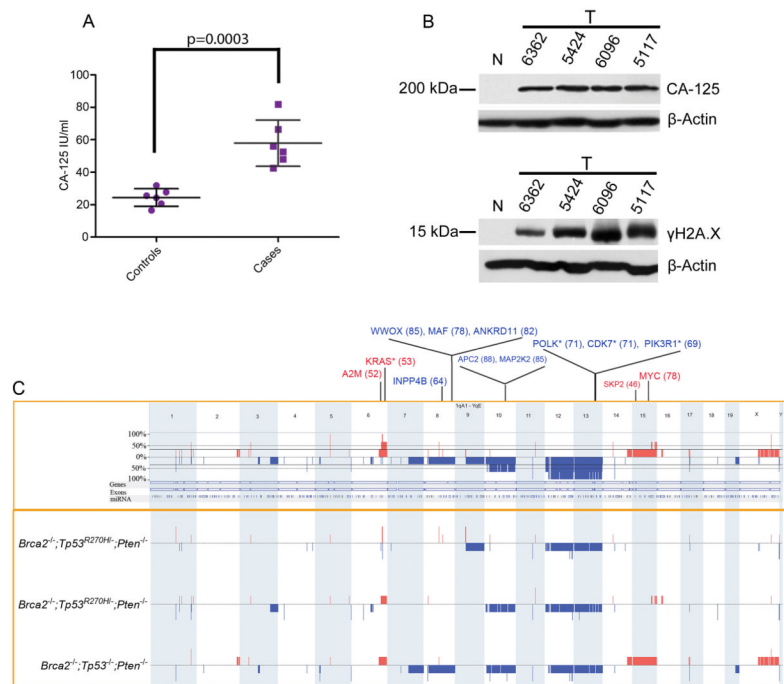 A
p=0.0003
100
80
60
40
20
0
CA-125 IU/ml
Controls
Cases
B
T
N 6362 5424 6096 5117
200 kDa CA-125
β-Actin
T
N 6362 5424 6096 5117
15 kDa γH2A.X
β-Actin
C
WWOX (85), MAF (78), ANKRD11 (82)
POLK* (71), CDK7* (71), PIK3R1* (69)
KRAS* (53)
APC2 (88), MAP2K2 (85)
A2M (52)
INPP4B (64)
MYC (78)
SKP2 (46)
1 2 3 4 5 6 7 8 9 10 11 12 13 14 15 16 17 18 19 X Y
100%
50%
0%
50%
100%
Genes
Exons
miRNA
Brca2-/-;Tp53R270H/-;Pten-/-
Brca2-/-;Tp53R270H/-;Pten-/-
Brca2-/-;Tp53-/-;Pten-/-